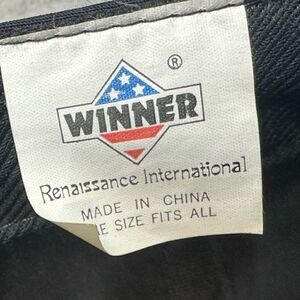 WINNER ®
Renaissance International
MADE IN CHINA
E SIZE FITS ALL